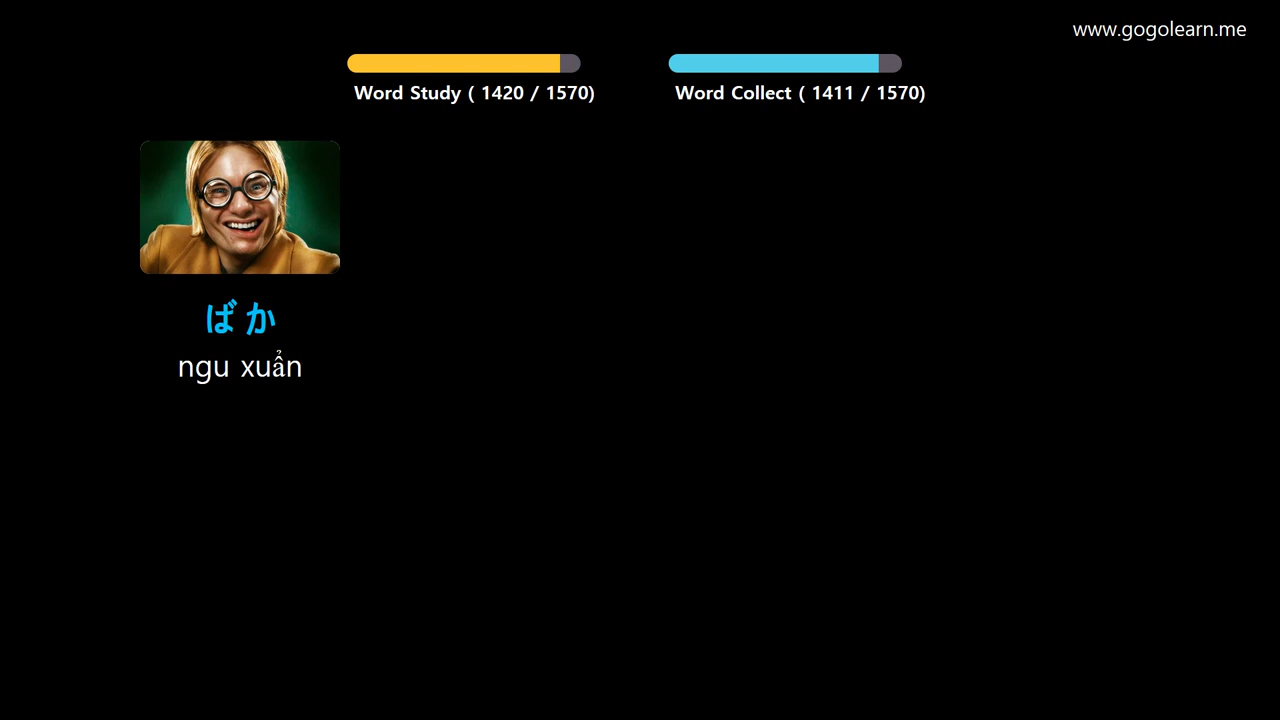 www.gogolearn.me
Word Study ( 1420 / 1570)
Word Collect ( 1411 / 1570)
ばか
ngu xuẩn